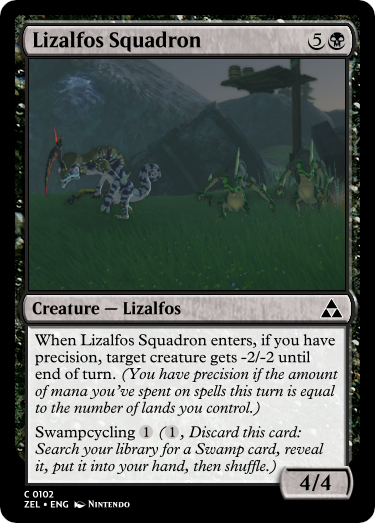 Lizalfos Squadron 5
Creature — Lizalfos
When Lizalfos Squadron enters, if you have
precision, target creature gets -2/-2 until
end of turn. (You have precision if the amount
of mana you've spent on spells this turn is equal
to the number of lands you control.)
Swampcycling 1 (1, Discard this card:
Search your library for a Swamp card, reveal
it, put it into your hand, then shuffle.)
4/4
C 0102
ZEL • ENG Nintendo